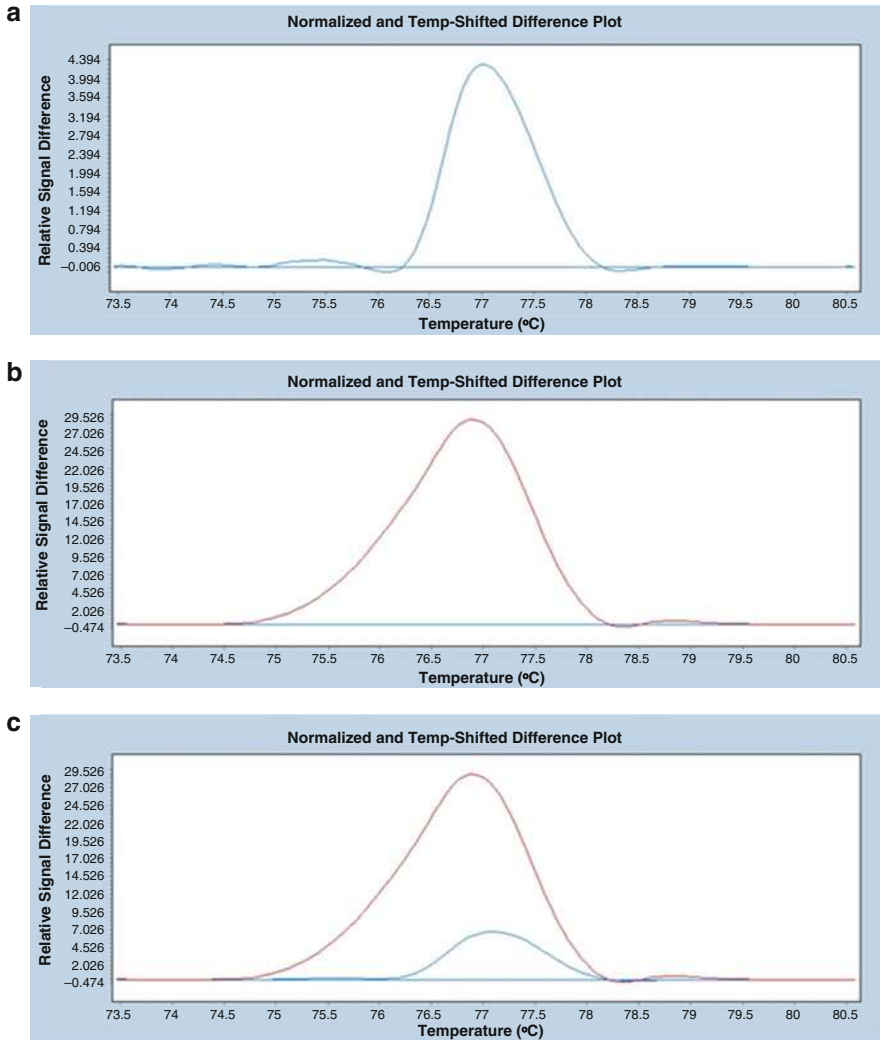 a
Normalized and Temp-Shifted Difference Plot
Relative Signal Difference
4.394
3.994
3.594
3.194
2.794
2.394
1.994
1.594
1.194
0.794
0.394
–0.006
73.5 74 74.5 75 75.5 76 76.5 77 77.5 78 78.5 79 79.5 80 80.5
Temperature (ºC)
b
Normalized and Temp-Shifted Difference Plot
Relative Signal Difference
29.526
27.026
24.526
22.026
19.526
17.026
14.526
12.026
9.526
7.026
4.526
2.026
–0.474
73.5 74 74.5 75 75.5 76 76.5 77 77.5 78 78.5 79 79.5 80 80.5
Temperature (ºC)
c
Normalized and Temp-Shifted Difference Plot
Relative Signal Difference
29.526
27.026
24.526
22.026
19.526
17.026
14.526
12.026
9.526
7.026
4.526
2.026
–0.474
73.5 74 74.5 75 75.5 76 76.5 77 77.5 78 78.5 79 79.5 80 80.5
Temperature (ºC)